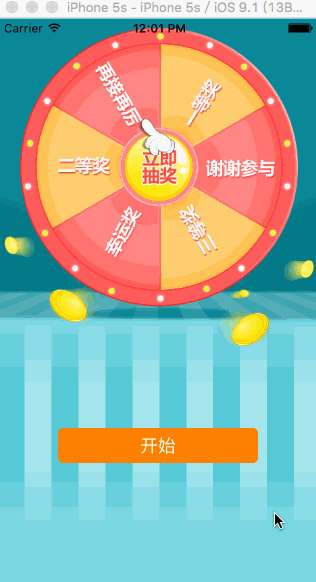 iPhone 5s - iPhone 5s / iOS 9.1 (13B...
Carrier 12:01 PM
再接再厉
一等奖
二等奖
立即
抽奖
谢谢参与
幸运奖
三等奖
开始